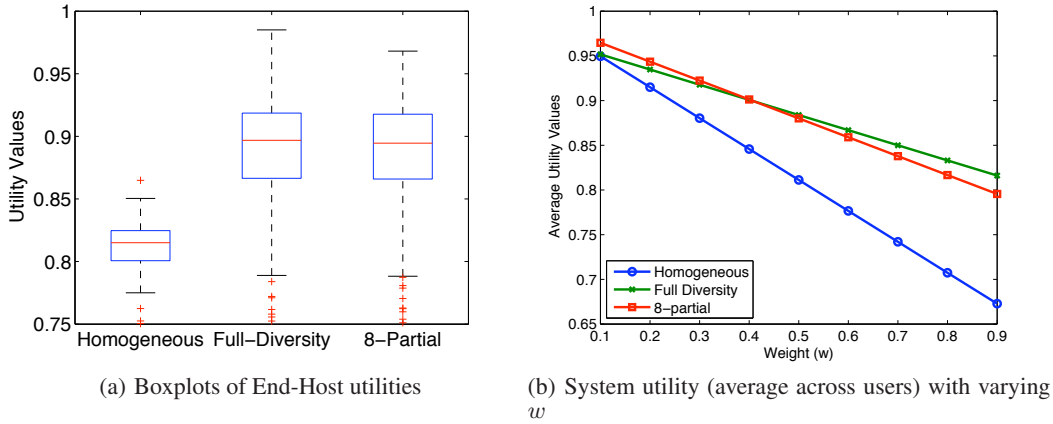 1
0.95
0.9
0.85
0.8
0.75
Utility Values
Homogeneous Full-Diversity 8-Partial
(a) Boxplots of End-Host utilities
1
0.95
0.9
0.85
0.8
0.75
0.7
0.65
Average Utility Values
Homogeneous
Full Diversity
8-partial
0.1 0.2 0.3 0.4 0.5 0.6 0.7 0.8 0.9
Weight (w)
(b) System utility (average across users) with varying
w